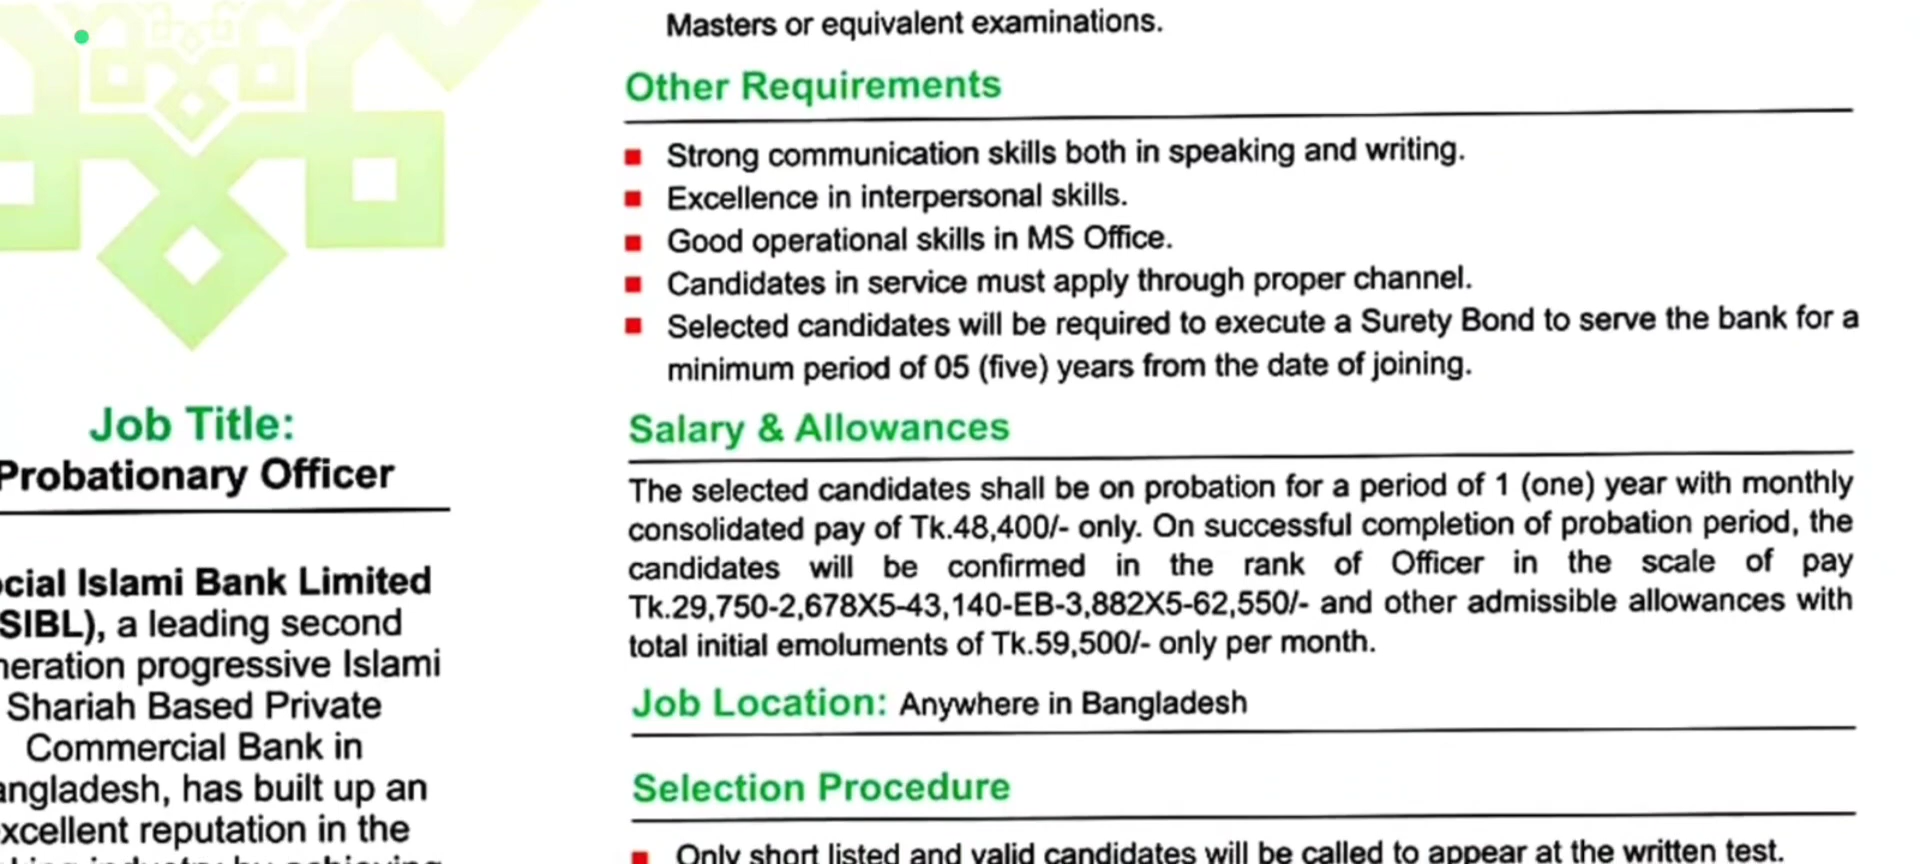 Masters or equivalent examinations.
Other Requirements
Strong communication skills both in speaking and writing.
Excellence in interpersonal skills.
Good operational skills in MS Office.
Candidates in service must apply through proper channel.
Selected candidates will be required to execute a Surety Bond to serve the bank for a
minimum period of 05 (five) years from the date of joining.
Salary & Allowances
The selected candidates shall be on probation for a period of 1 (one) year with monthly
consolidated pay of Tk.48,400/- only. On successful completion of probation period, the
candidates will be confirmed in the rank of Officer in the scale of pay
Tk.29,750-2,678X5-43,140-EB-3,882X5-62,550/- and other admissible allowances with
total initial emoluments of Tk.59,500/- only per month.
Job Location: Anywhere in Bangladesh
Selection Procedure
Only short listed and valid candidates will be called to appear at the written test.
Job Title:
Probationary Officer
Islami Bank Limited
SIBL), a leading second
progressive Islami
Shariah Based Private
Commercial Bank in
has built up an
reputation in the